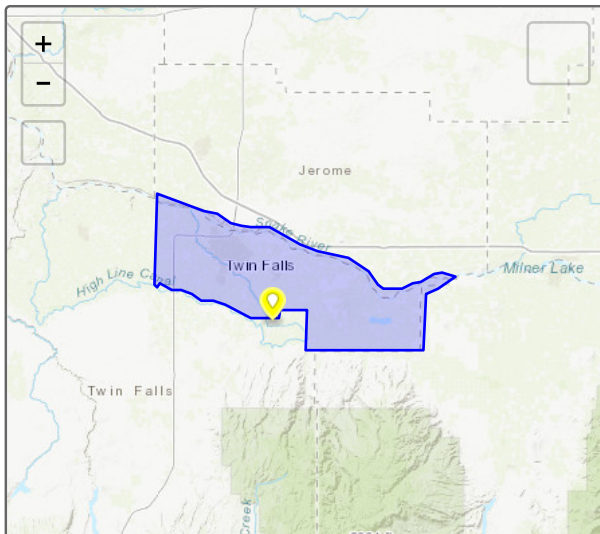 +
−
Jerome
Snake River
Twin Falls
Milner Lake
High Line Canal
Twin Falls
Creek